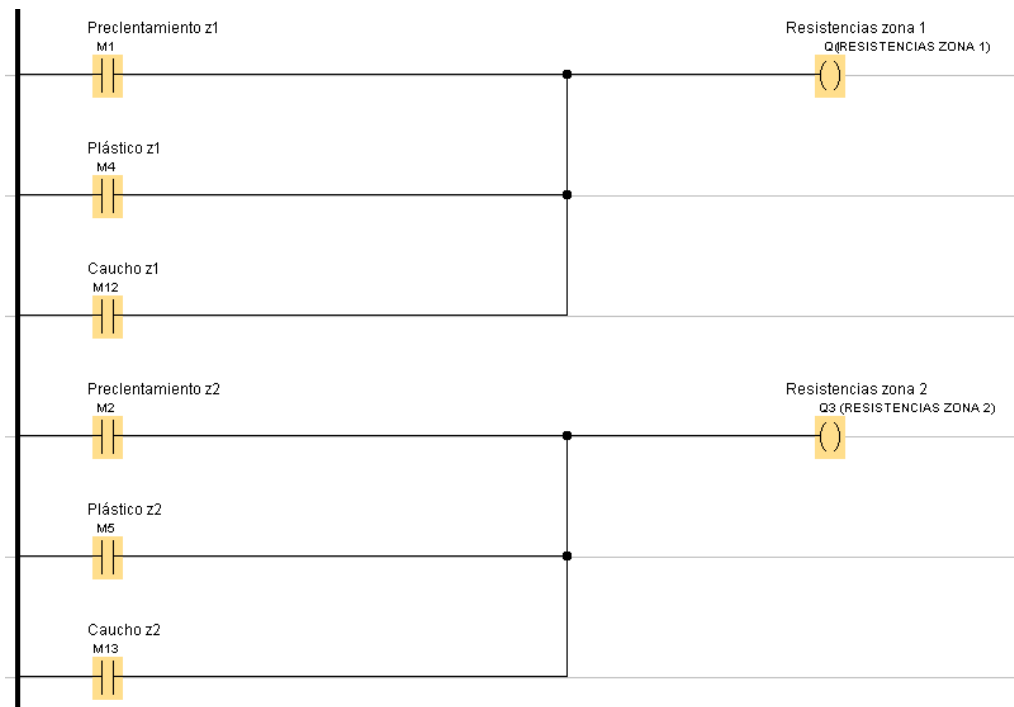 Preclentamiento z1
M1
Resistencias zona 1
Q(RESISTENCIAS ZONA 1)
Plástico z1
M4
Caucho z1
M12
Preclentamiento z2
M2
Resistencias zona 2
Q3 (RESISTENCIAS ZONA 2)
Plástico z2
M5
Caucho z2
M13